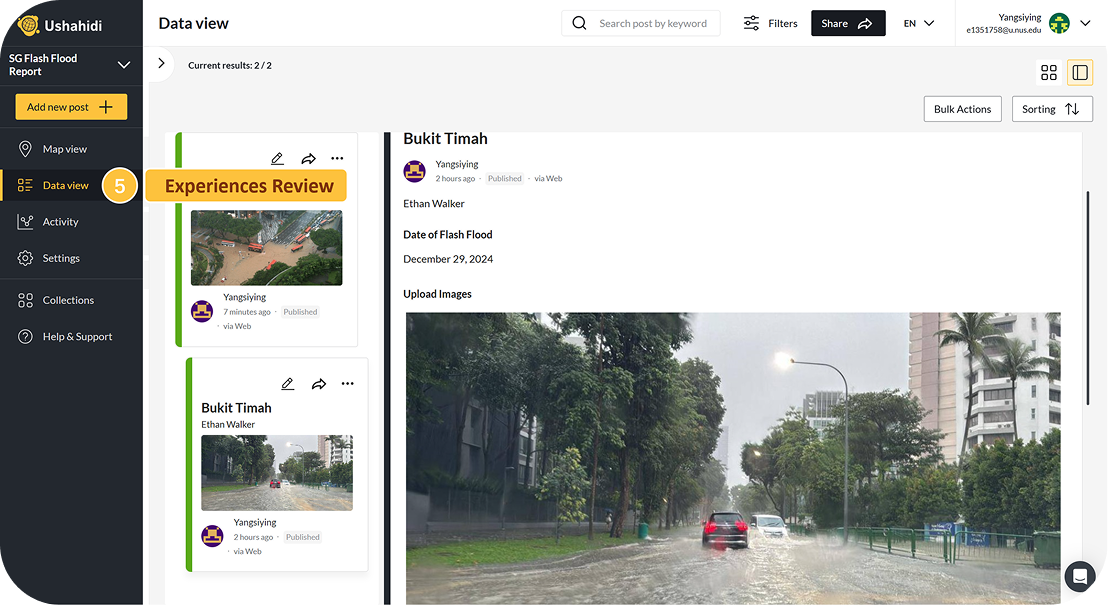 Ushahidi
Data view
Search post by keyword
Filters
Share
EN
Yangsiying
e1351758@u.nus.edu
SG Flash Flood
Report
Current results: 2 / 2
Add new post
Bulk Actions
Sorting
Map view
Data view
5
Experiences Review
Activity
Settings
Collections
Help & Support
Yangsiying
7 minutes ago · Published
· via Web
Bukit Timah
Ethan Walker
Yangsiying
2 hours ago · Published
· via Web
Bukit Timah
Yangsiying
2 hours ago · Published · via Web
Ethan Walker
Date of Flash Flood
December 29, 2024
Upload Images